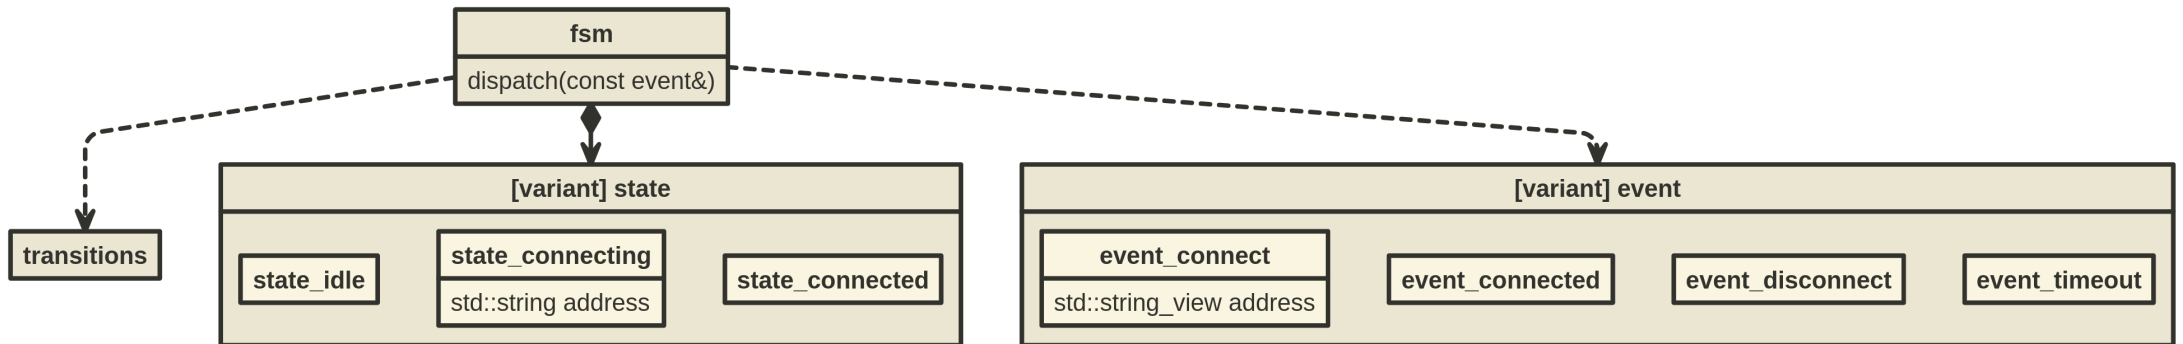 fsm
dispatch(const event&)
transitions
[variant] state
state_idle
state_connecting
std::string address
state_connected
[variant] event
event_connect
std::string_view address
event_connected
event_disconnect
event_timeout